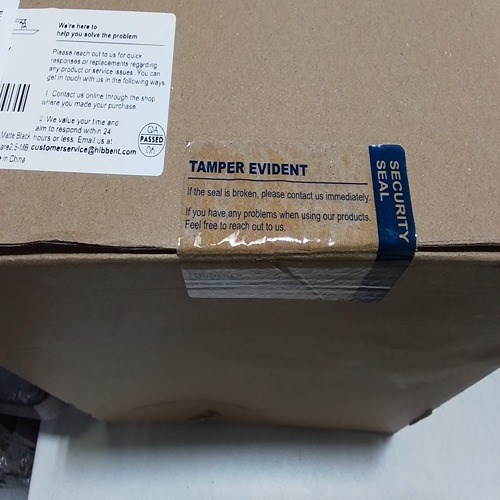 We're here to
help you solve the problem
Please reach out to us for quick
responses or replacements regarding
any product or service issues. You can
get in touch with us in the following ways
1. Contact us online through the shop
where you made your purchase.
2. We value your time and
aim to respond within 24
hours or less. Email us at
customerservice@hibbent.com
QA
PASSED
06
Matte Black
are2.5-MB
in China
TAMPER EVIDENT
If the seal is broken, please contact us immediately.
If you have any problems when using our products.
Feel free to reach out to us.
SECURITY
SEAL